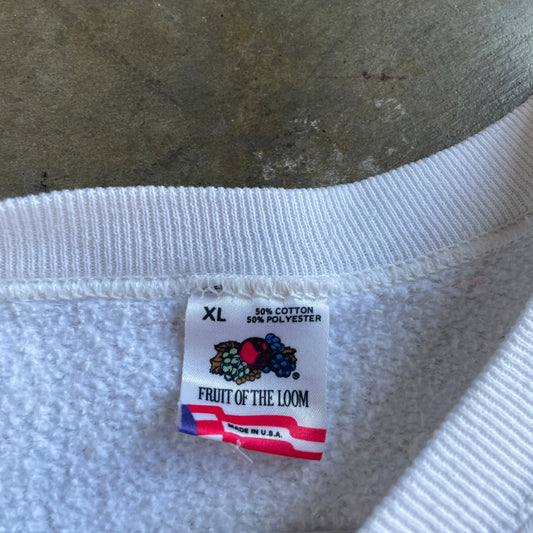 XL
50% COTTON
50% POLYESTER
®
FRUIT OF THE LOOM
MADE IN U.S.A.